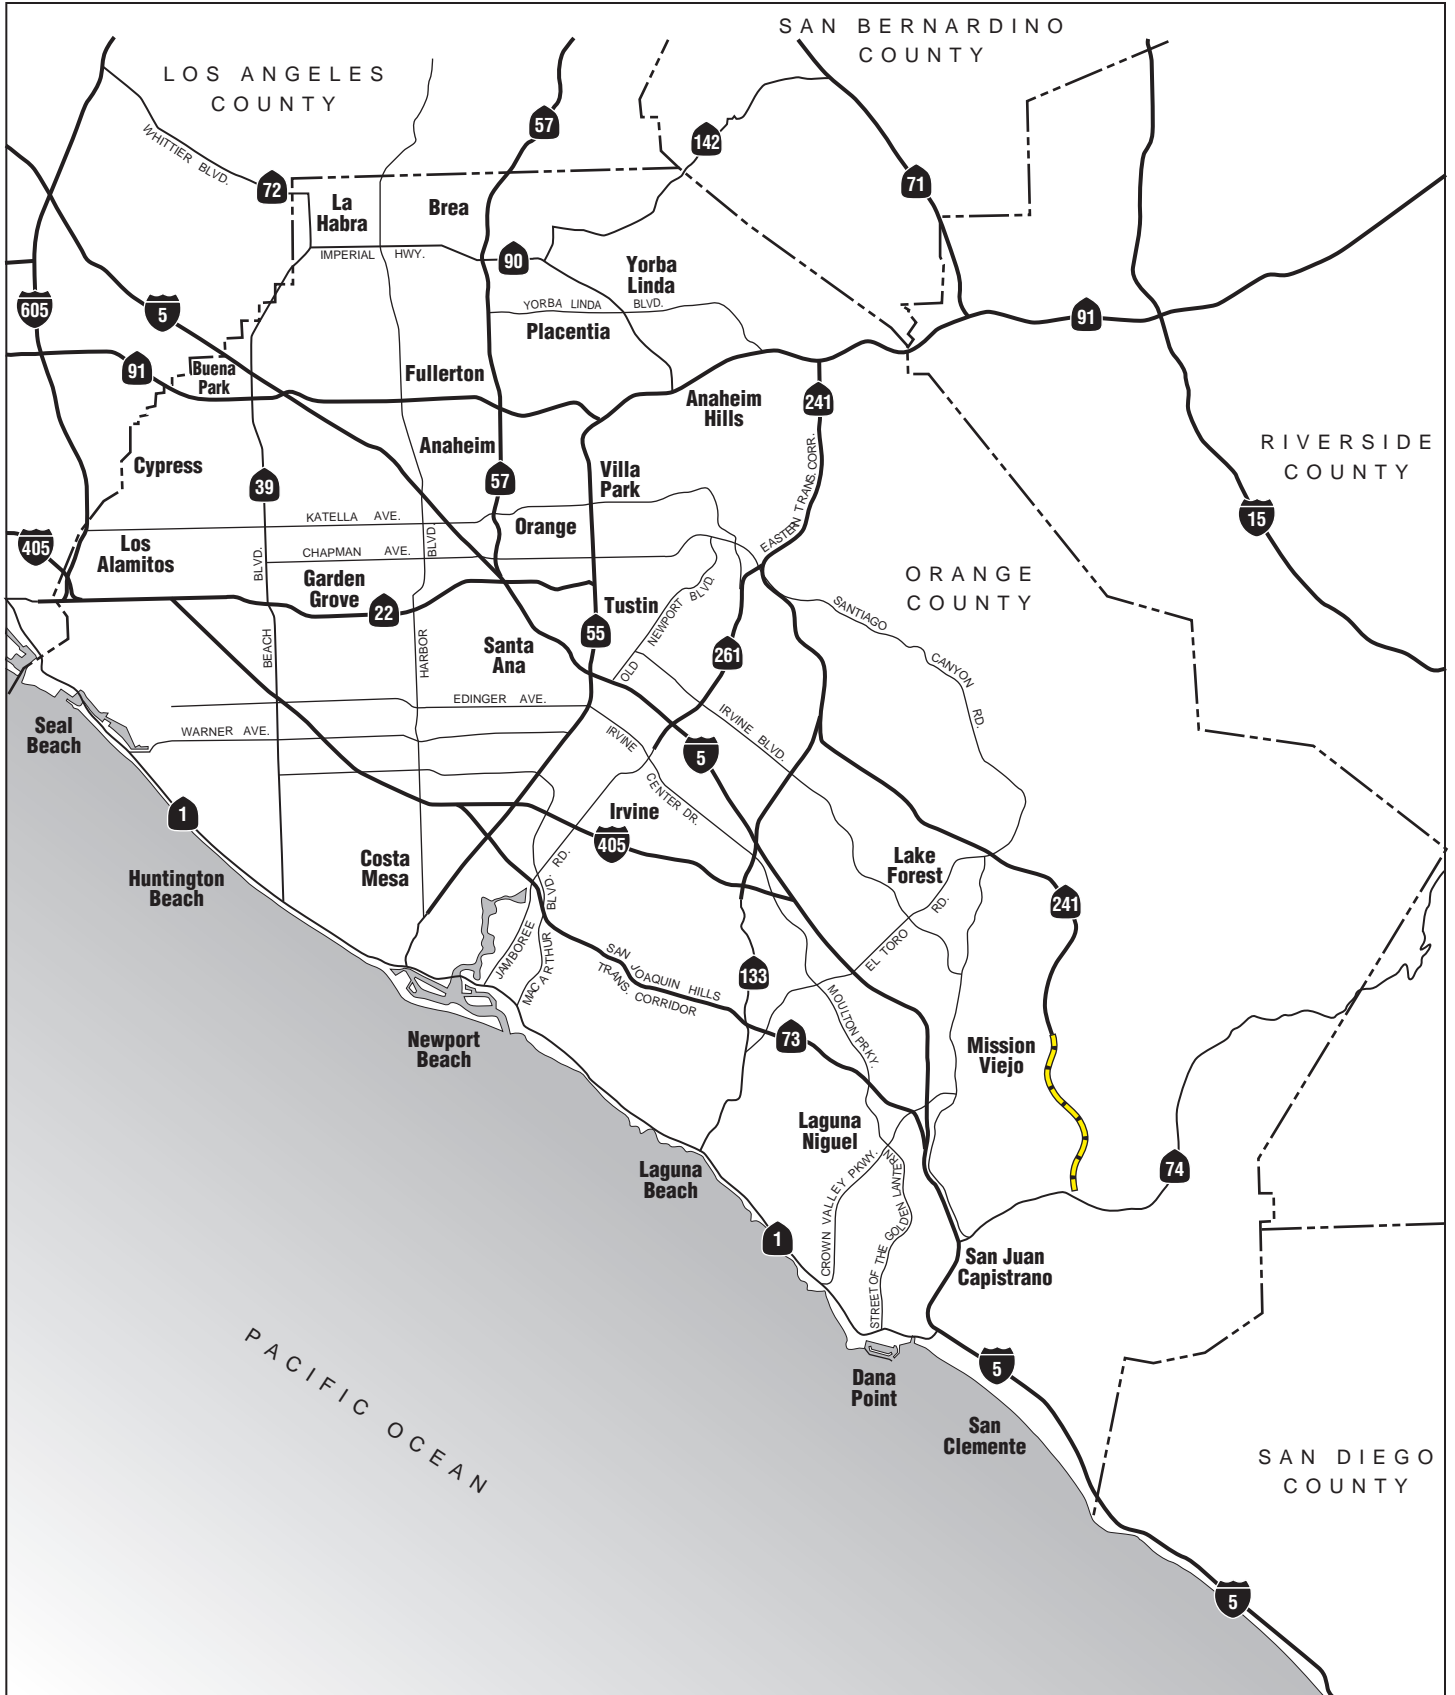 SAN BERNARDINO
COUNTY
LOS ANGELES
COUNTY
57
142
WHITTIER BLVD.
72
71
La
Habra
Brea
IMPERIAL HWY.
90
Yorba
Linda
605
5
YORBA LINDA BLVD.
Placentia
91
91
Buena
Park
Fullerton
Anaheim
Hills
241
Anaheim
RIVERSIDE
COUNTY
Cypress
Villa
Park
39
57
EASTERN TRANS. CORR.
15
KATELLA AVE.
Orange
405
Los
Alamitos
CHAPMAN AVE.
BLVD.
BLVD.
ORANGE
COUNTY
Garden
Grove
22
Tustin
OLD NEWPORT BLVD.
SANTIAGO
CANYON
RD.
55
BEACH
HARBOR
Santa
Ana
261
EDINGER AVE.
Seal
Beach
WARNER AVE.
IRVINE
CENTER DR.
IRVINE BLVD.
5
1
Irvine
405
Huntington
Beach
Costa
Mesa
Lake
Forest
241
JAMBOREE
RD.
MAC ARTHUR
BLVD.
EL TORO
RD.
SAN JOAQUIN HILLS
TRANS. CORRIDOR
133
MOULTON PRKY.
73
Newport
Beach
Mission
Viejo
Laguna
Niguel
74
Laguna
Beach
CROWN VALLEY PKWY.
STREET OF THE GOLDEN LANTERN
1
San Juan
Capistrano
PACIFIC OCEAN
5
Dana
Point
San
Clemente
SAN DIEGO
COUNTY
5